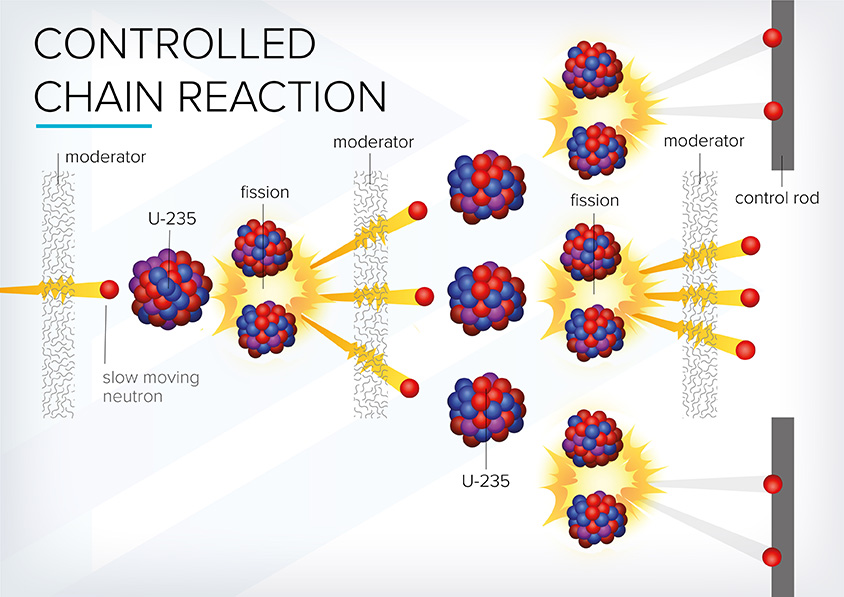 CONTROLLED
CHAIN REACTION
moderator
U-235
fission
moderator
slow moving
neutron
U-235
fission
moderator
control rod